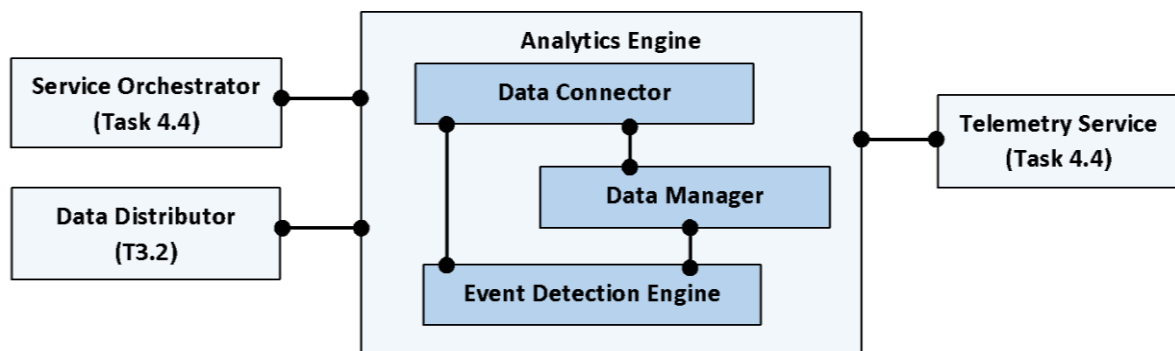 Analytics Engine
Service Orchestrator
(Task 4.4)
Data Distributor
(T3.2)
Data Connector
Data Manager
Event Detection Engine
Telemetry Service
(Task 4.4)